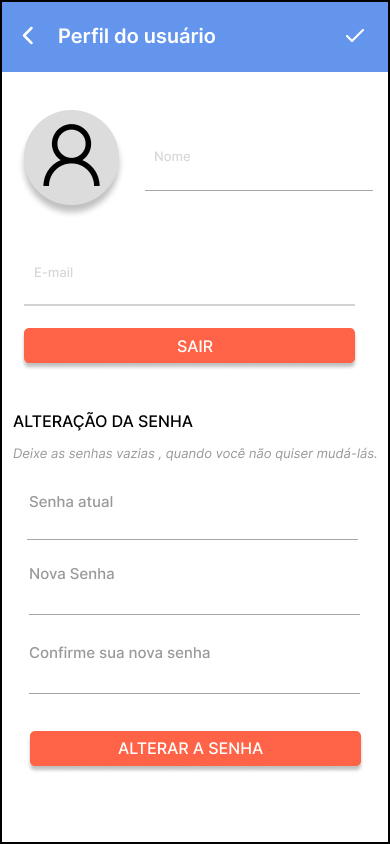 Perfil do usuário
Nome
E-mail
SAIR
ALTERAÇÃO DA SENHA
Deixe as senhas vazias , quando você não quiser mudá-lás.
Senha atual
Nova Senha
Confirme sua nova senha
ALTERAR A SENHA